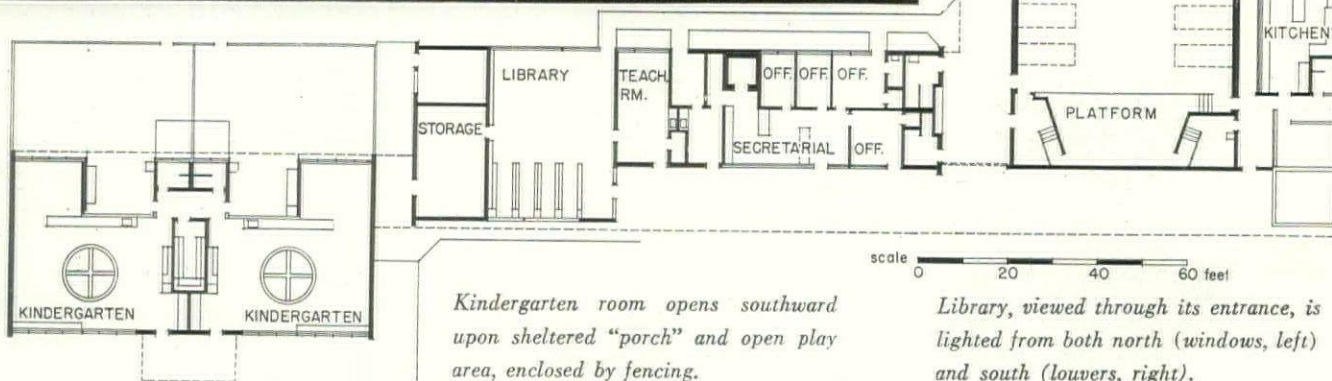 KITCHEN
LIBRARY
TEACH.
RM.
OFF. OFF. OFF.
STORAGE
PLATFORM
SECRETARIAL
OFF.
KINDERGARTEN
KINDERGARTEN
scale
0 20 40 60 feet
Kindergarten room opens southward
upon sheltered "porch" and open play
area, enclosed by fencing.
Library, viewed through its entrance, is
lighted from both north (windows, left)
and south (louvers, right).